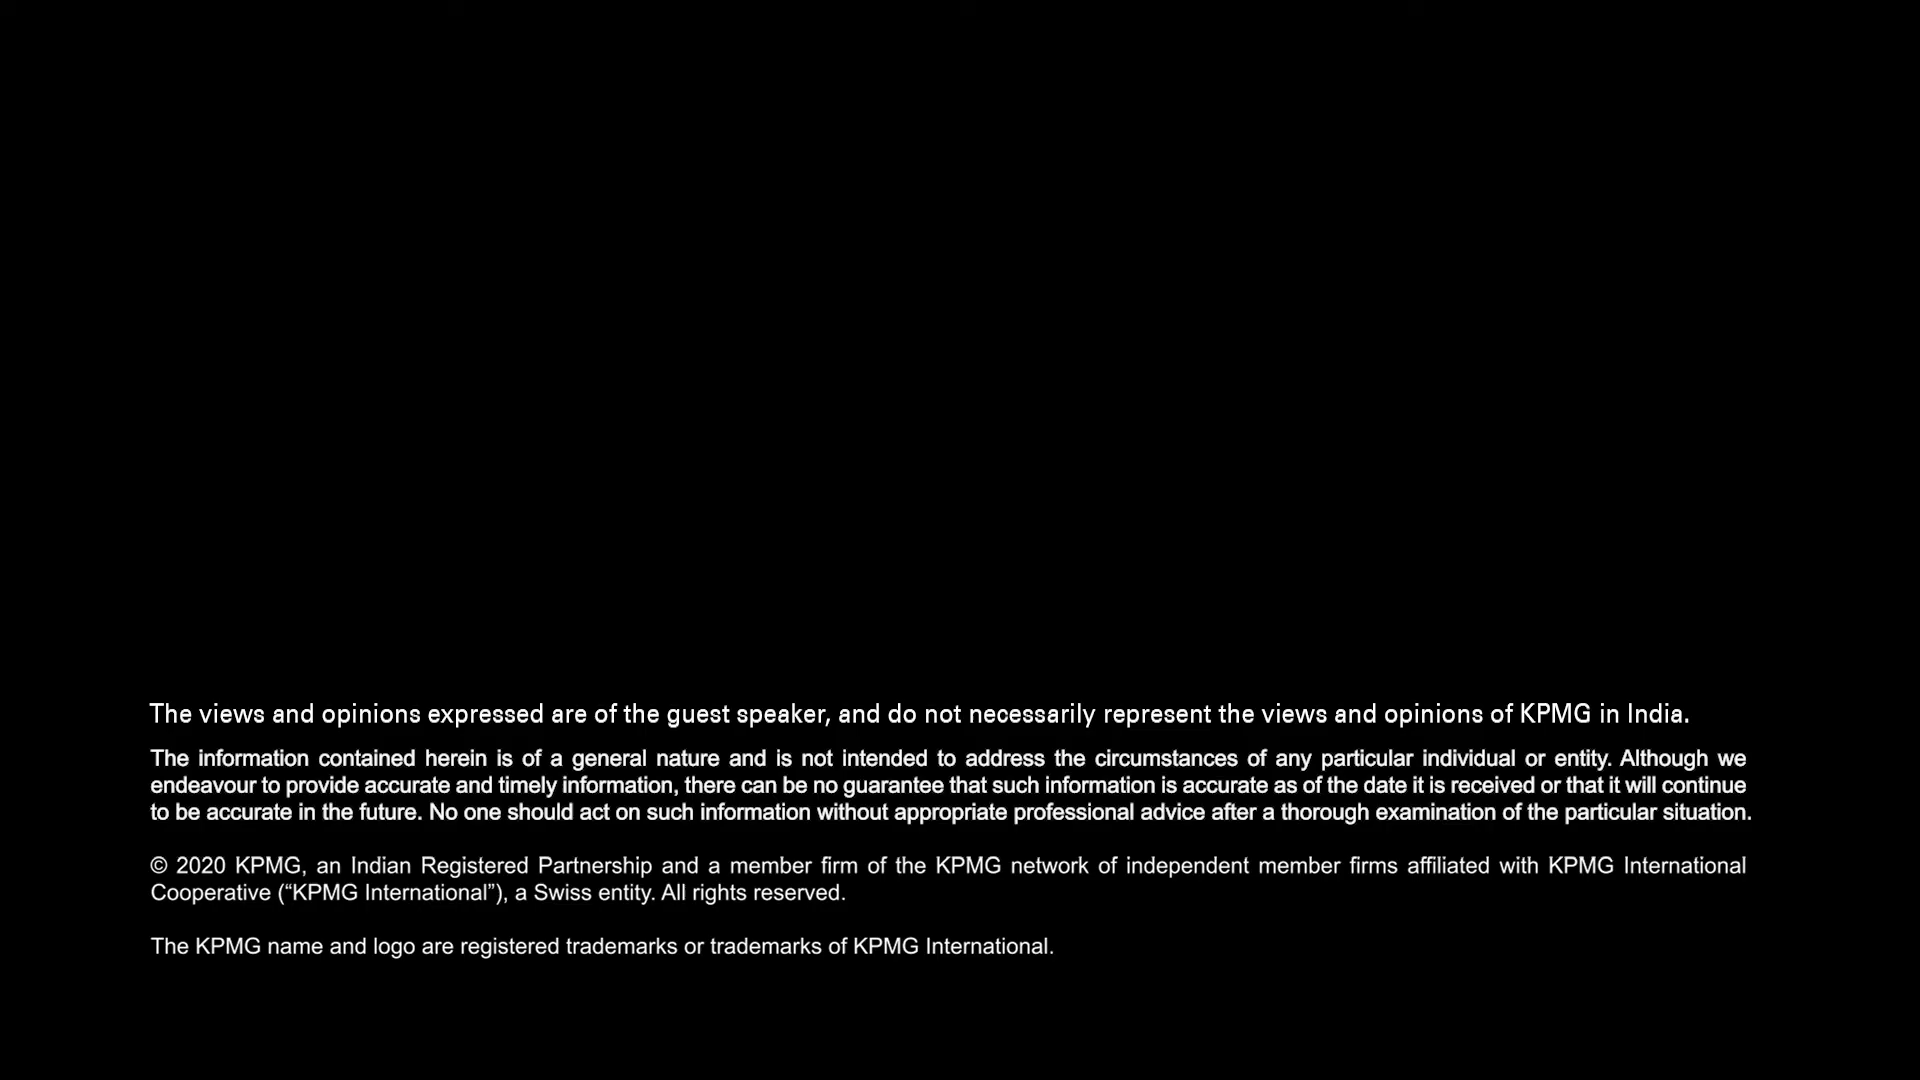 The views and opinions expressed are of the guest speaker, and do not necessarily represent the views and opinions of KPMG in India.
The information contained herein is of a general nature and is not intended to address the circumstances of any particular individual or entity. Although we
endeavour to provide accurate and timely information, there can be no guarantee that such information is accurate as of the date it is received or that it will continue
to be accurate in the future. No one should act on such information without appropriate professional advice after a thorough examination of the particular situation.
© 2020 KPMG, an Indian Registered Partnership and a member firm of the KPMG network of independent member firms affiliated with KPMG International
Cooperative (“KPMG International”), a Swiss entity. All rights reserved.
The KPMG name and logo are registered trademarks or trademarks of KPMG International.